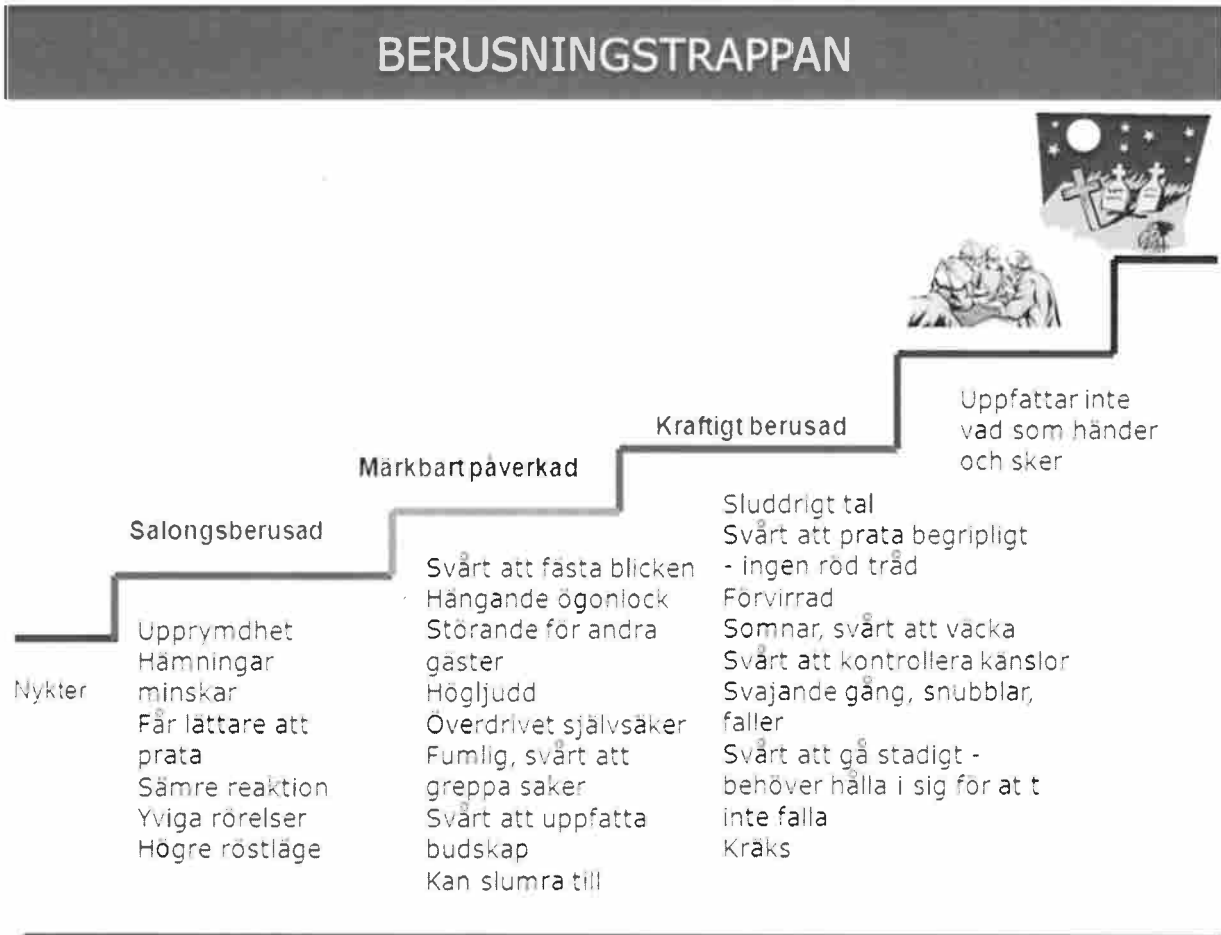 BERUSNINGSTRAPPAN
Nykter
Salongsberusad
Upprymdhet
Hämningar
minskar
Får lättare att
prata
Sämre reaktion
Yviga rörelser
Högre röstläge
Märkbart påverkad
Svårt att fästa blicken
Hängande ögonlock
Störande för andra
gäster
Högljudd
Överdrivet självsäker
Fumlig, svårt att
greppa saker
Svårt att uppfatta
budskap
Kan slumra till
Kraftigt berusad
Sluddrigt tal
Svårt att prata begripligt
- ingen röd tråd
Förvirrad
Somnar, svårt att väcka
Svårt att kontrollera känslor
Svajande gång, snubblar,
faller
Svårt att gå stadigt -
behöver hålla i sig för at t
inte falla
Kräks
Uppfattar inte
vad som händer
och sker